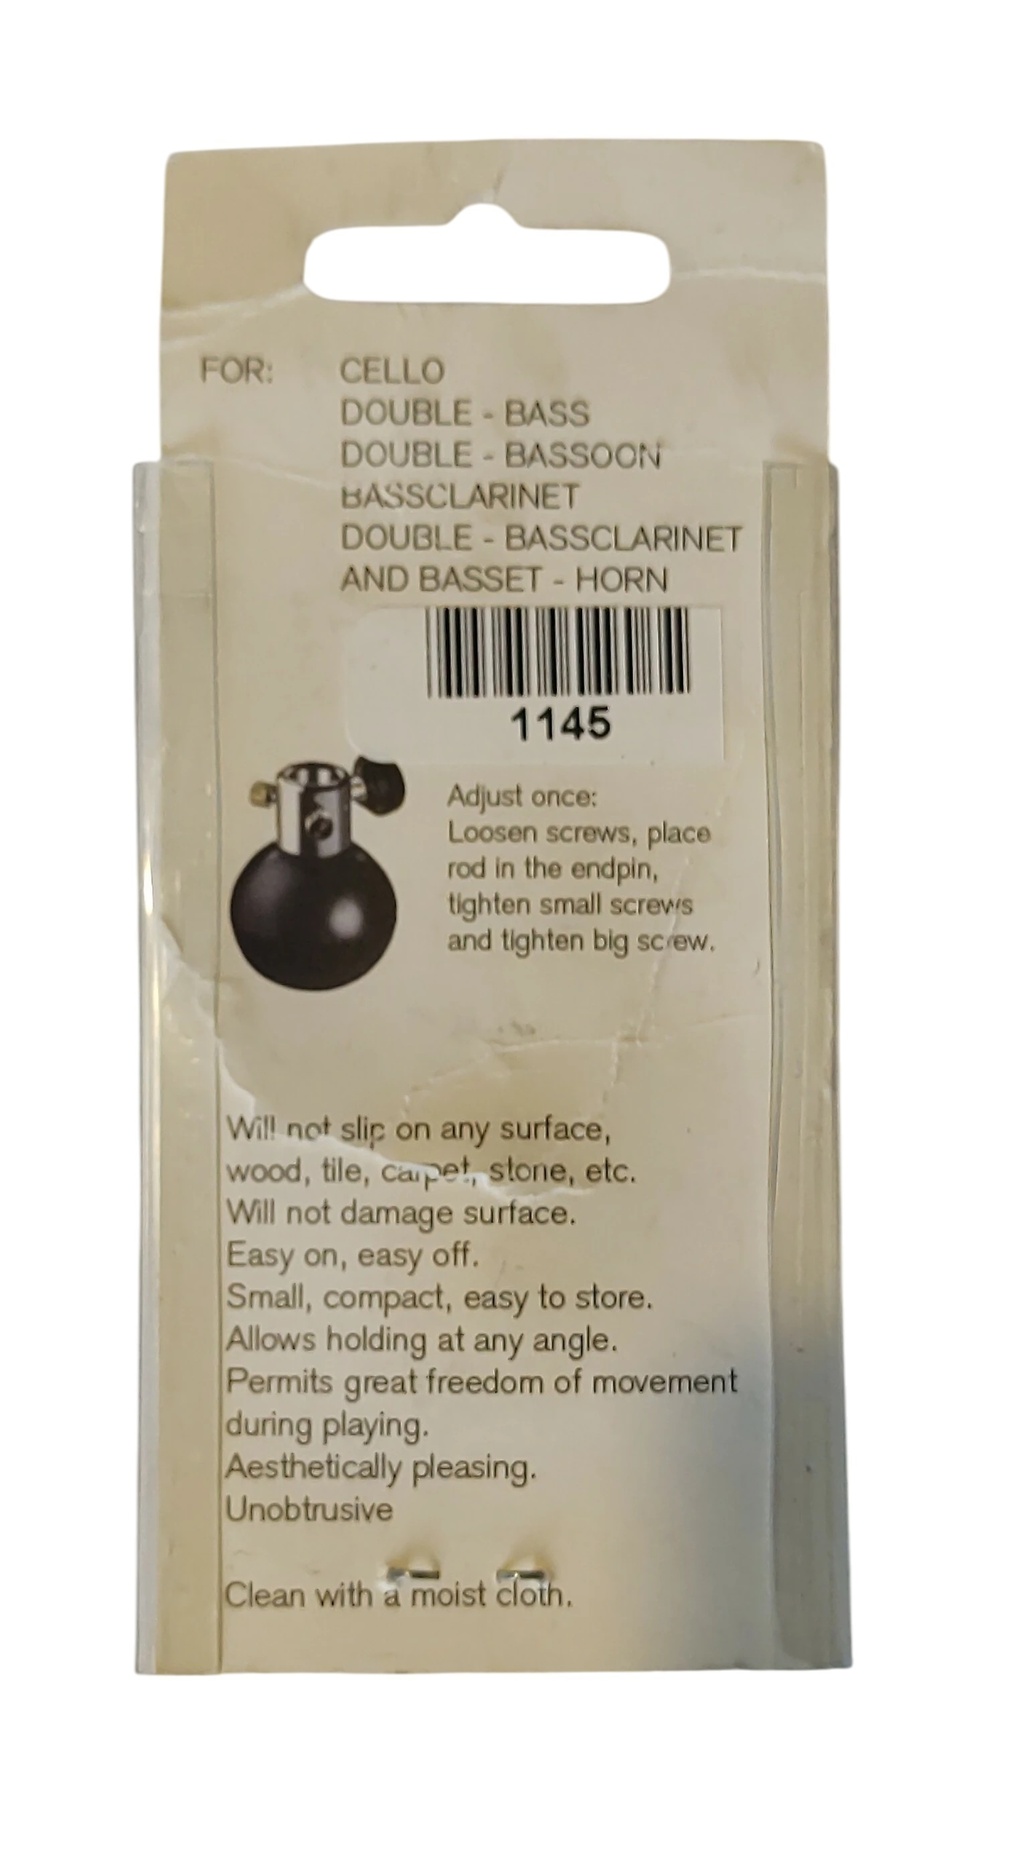 FOR: CELLO
DOUBLE - BASS
DOUBLE - BASSOON
BASSCLARINET
DOUBLE - BASSCLARINET
AND BASSET - HORN
1145
Adjust once:
Loosen screws, place
rod in the endpin,
tighten small screws
and tighten big screw.
Will not slip on any surface,
wood, tile, carpet, stone, etc.
Will not damage surface.
Easy on, easy off.
Small, compact, easy to store.
Allows holding at any angle.
Permits great freedom of movement
during playing.
Aesthetically pleasing.
Unobtrusive
Clean with a moist cloth.